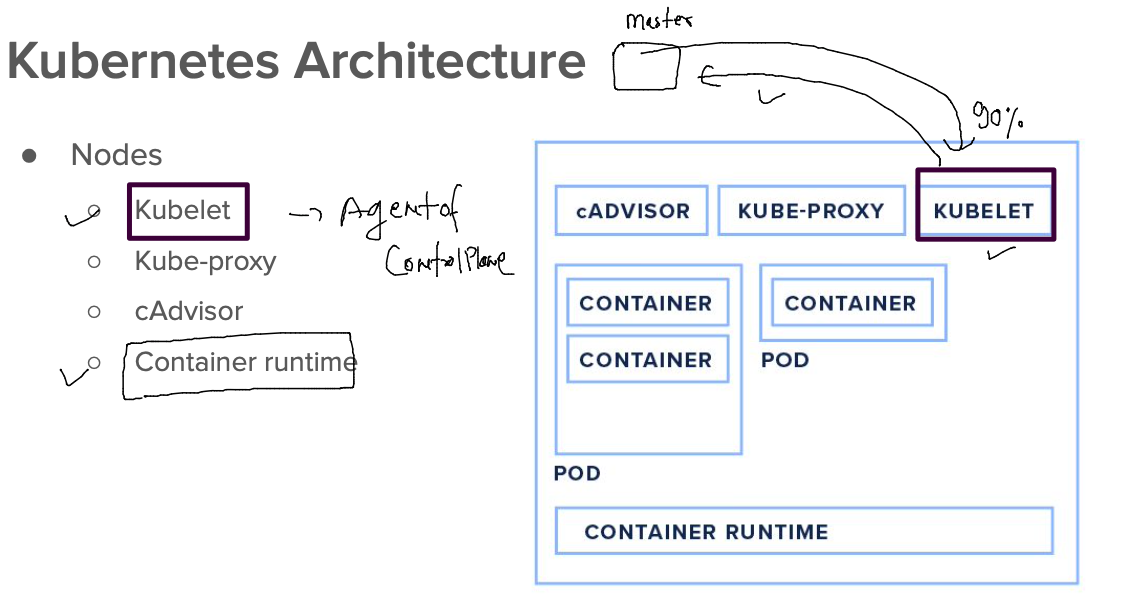 master
Kubernetes Architecture
90%
Nodes
Kubelet → Agent of
Control Plane
Kube-proxy
cAdvisor
Container runtime
cADVISOR KUBE-PROXY KUBELET
CONTAINER CONTAINER
CONTAINER POD
POD
CONTAINER RUNTIME